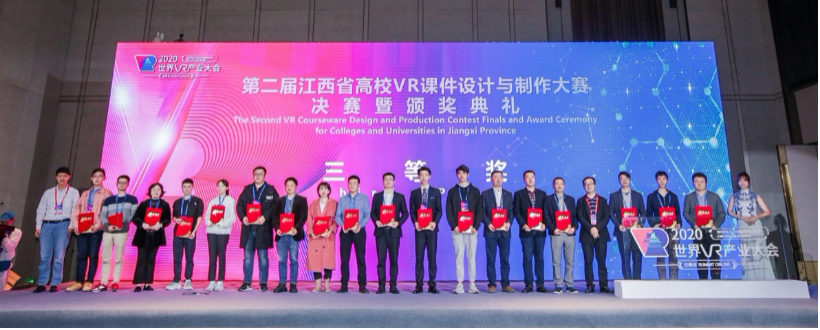 2020
世界VR产业大会
第二届江西省高校VR课件设计与制作大赛
决赛暨颁奖典礼
The Second VR Courseware Design and Production Contest Finals and Award Ceremony
for Colleges and Universities in Jiangxi Province
三等奖
2020
世界VR产业大会